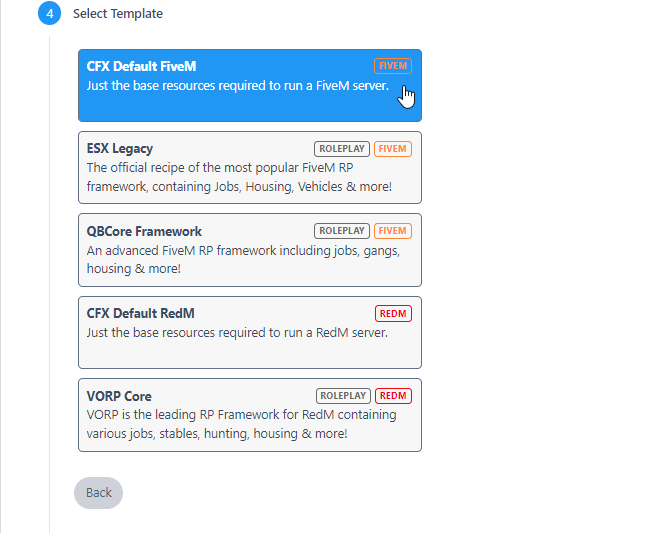 4 Select Template
CFX Default FiveM FIVEM
Just the base resources required to run a FiveM server.
ESX Legacy ROLEPLAY FIVEM
The official recipe of the most popular FiveM RP
framework, containing Jobs, Housing, Vehicles & more!
QBCore Framework ROLEPLAY FIVEM
An advanced FiveM RP framework including jobs, gangs,
housing & more!
CFX Default RedM REDM
Just the base resources required to run a RedM server.
VORP Core ROLEPLAY REDM
VORP is the leading RP Framework for RedM containing
various jobs, stables, hunting, housing & more!
Back